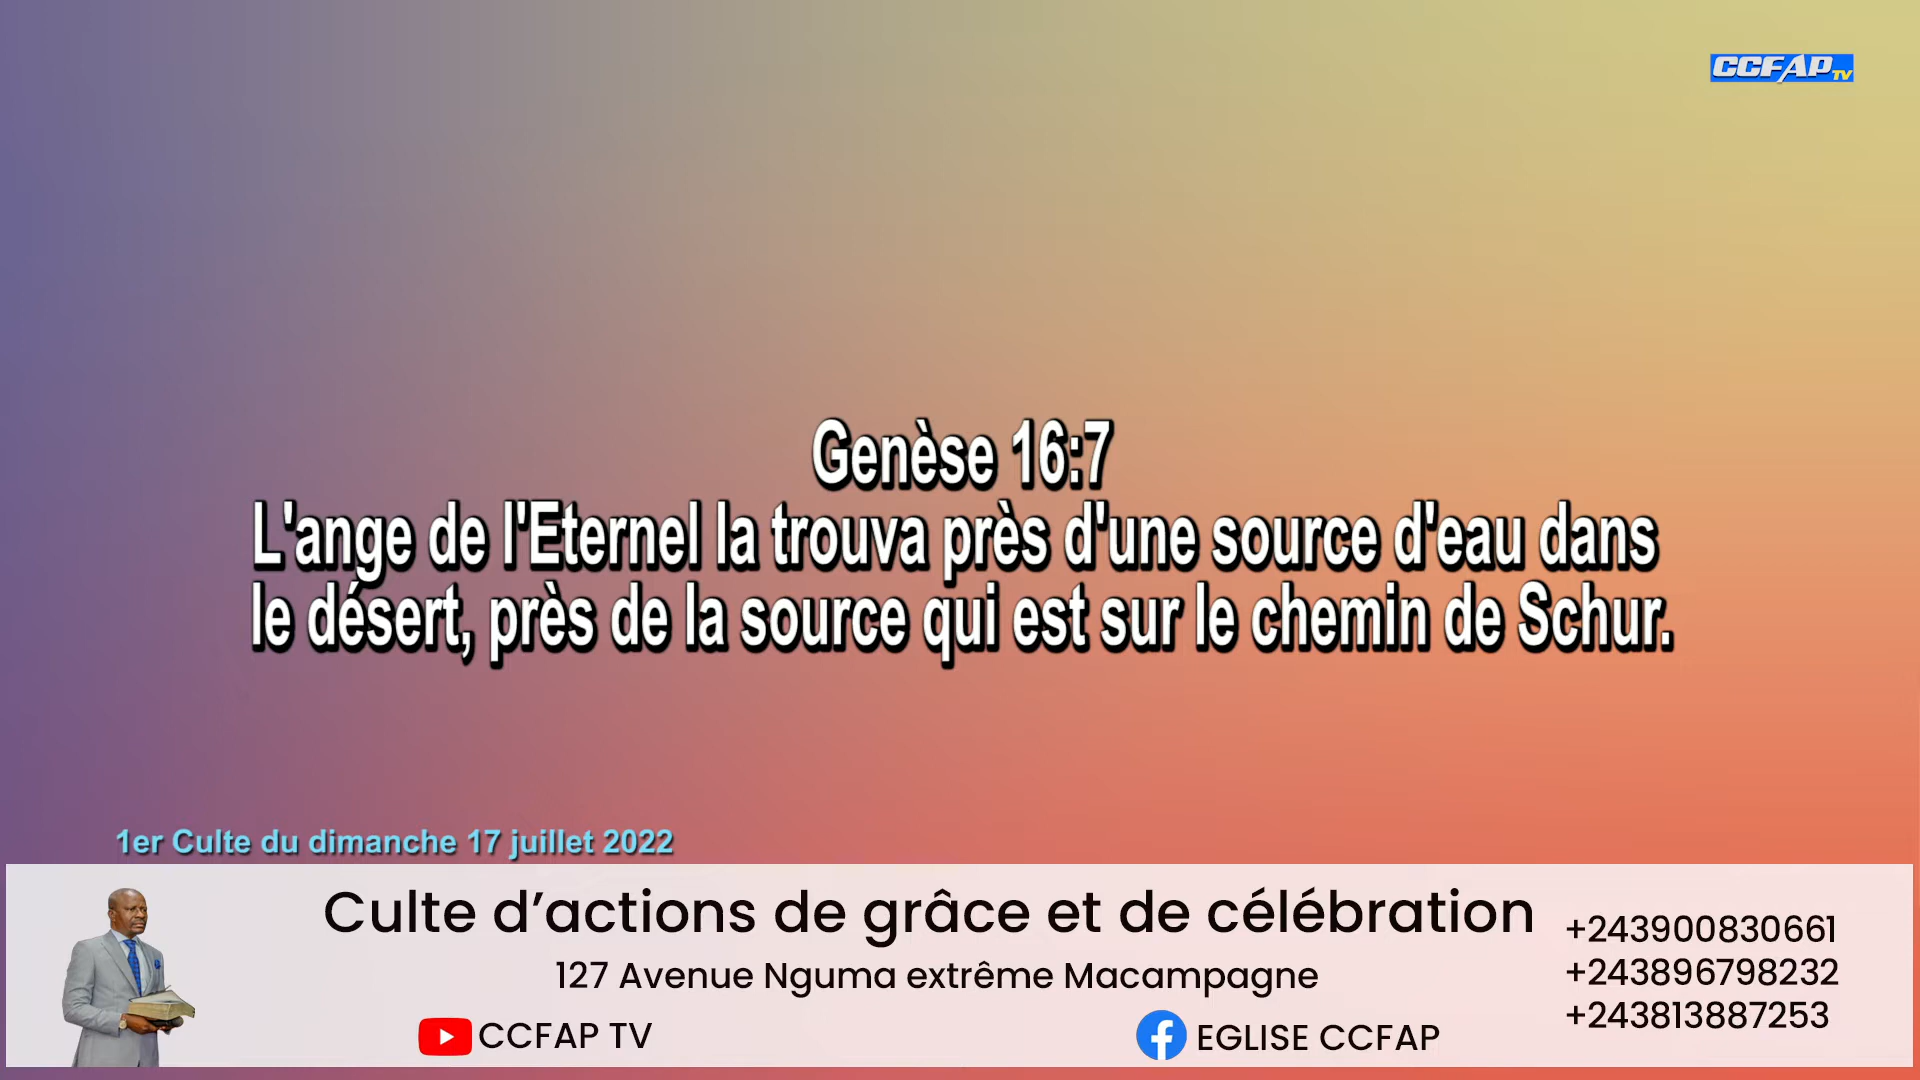 CCFAP TV
Genèse 16:7
L'ange de l'Eternel la trouva près d'une source d'eau dans
le désert, près de la source qui est sur le chemin de Schur.
1er Culte du dimanche 17 juillet 2022
Culte d’actions de grâce et de célébration
127 Avenue Nguma extrême Macampagne
CCFAP TV
EGLISE CCFAP
+243900830661
+243896798232
+243813887253